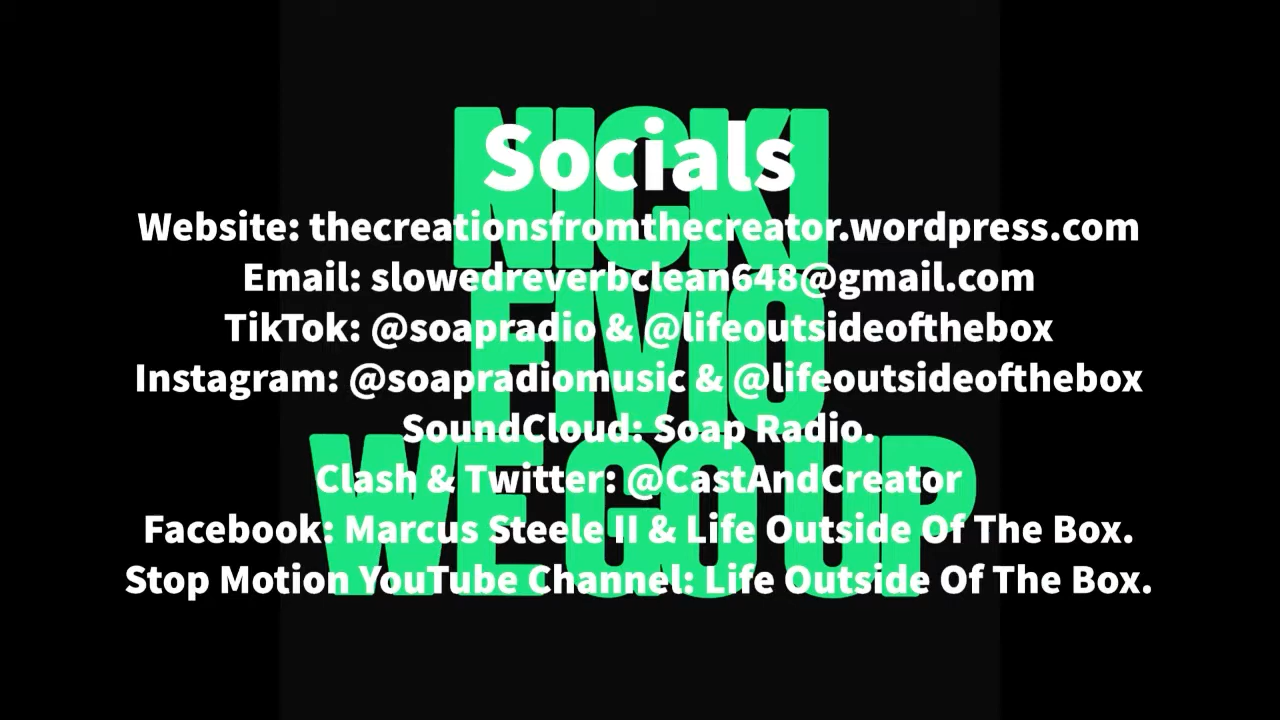 NICKI
FIVIO
WE GO UP
Socials
Website: thecreationsfromthecreator.wordpress.com
Email: slowedreverbclean648@gmail.com
TikTok: @soapradio & @lifeoutsideofthebox
Instagram: @soapradiomusic & @lifeoutsideofthebox
SoundCloud: Soap Radio.
Clash & Twitter: @CastAndCreator
Facebook: Marcus Steele II & Life Outside Of The Box.
Stop Motion YouTube Channel: Life Outside Of The Box.